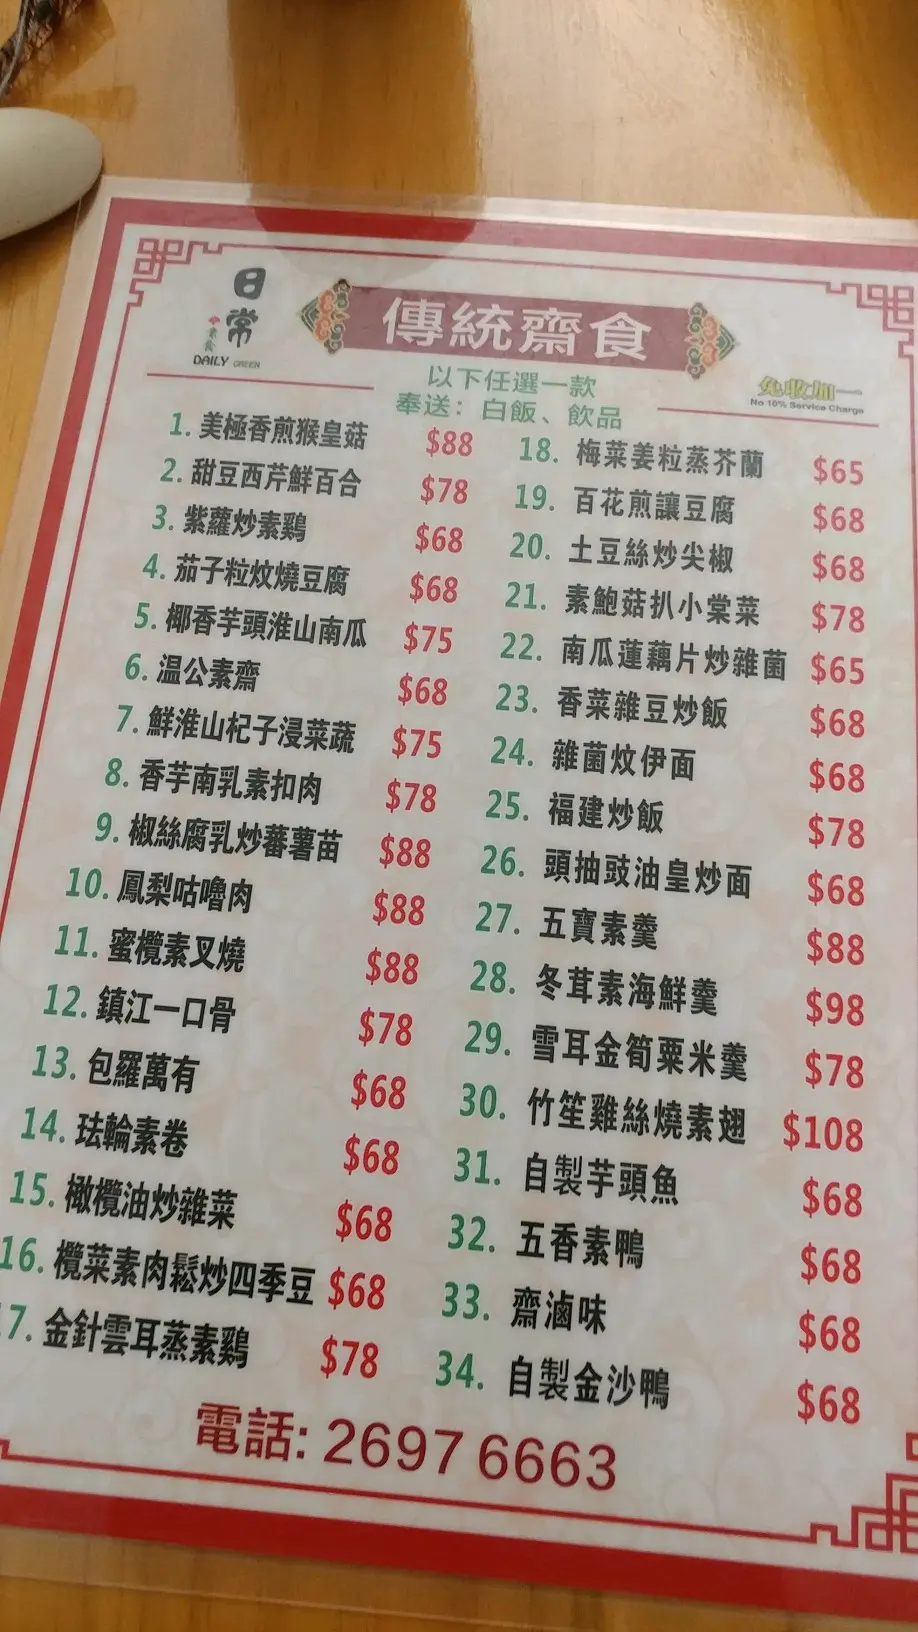 日常
素食
DAILY GREEN
傳統齋食
以下任選一款
奉送：白飯、飲品
免收加一
No 10% Service Charge
1. 美極香煎猴皇菇 $88
2. 甜豆西芹鮮百合 $78
3. 紫蘿炒素鷄 $68
4. 茄子粒炆燒豆腐 $68
5. 椰香芋頭淮山南瓜 $75
6. 溫公素齋 $68
7. 鮮淮山杞子浸菜蔬 $75
8. 香芋南乳素扣肉 $78
9. 椒絲腐乳炒蕃薯苗 $88
10. 鳳梨咕嚕肉 $88
11. 蜜欖素叉燒 $88
12. 鎮江一口骨 $78
13. 包羅萬有 $68
14. 珐輪素卷 $68
15. 橄欖油炒雜菜 $68
16. 欖菜素肉鬆炒四季豆 $68
17. 金針雲耳蒸素鷄 $78
18. 梅菜姜粒蒸芥蘭 $65
19. 百花煎讓豆腐 $68
20. 土豆絲炒尖椒 $68
21. 素鮑菇扒小棠菜 $78
22. 南瓜蓮藕片炒雜菌 $65
23. 香菜雜豆炒飯 $68
24. 雜菌炆伊面 $68
25. 福建炒飯 $78
26. 頭抽豉油皇炒面 $68
27. 五寶素羹 $88
28. 冬茸素海鮮羹 $98
29. 雪耳金筍粟米羹 $78
30. 竹笙雞絲燒素翅 $108
31. 自製芋頭魚 $68
32. 五香素鴨 $68
33. 齋滷味 $68
34. 自製金沙鴨 $68
電話: 2697 6663